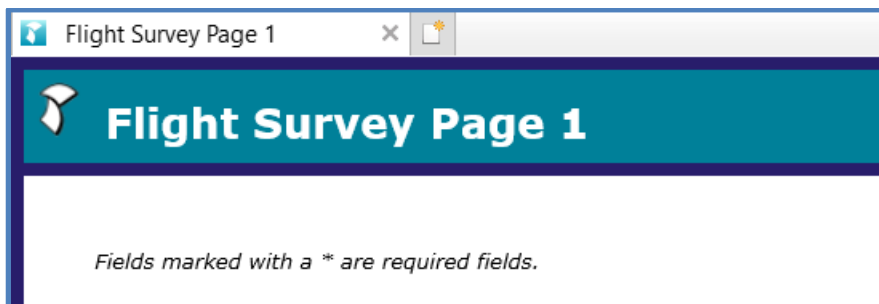 Flight Survey Page 1
Flight Survey Page 1
Fields marked with a * are required fields.